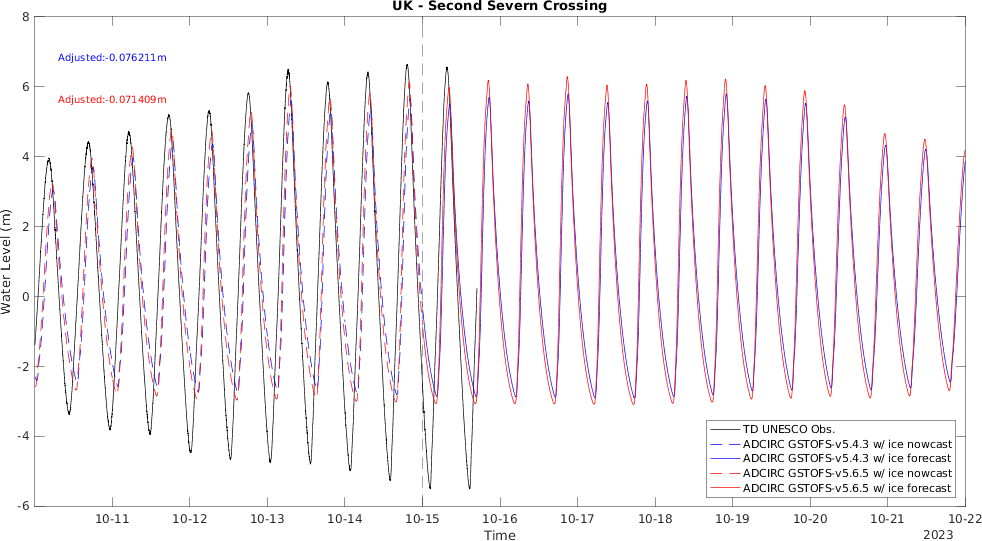 UK - Second Severn Crossing
8
6
4
2
0
-2
-4
-6
Water Level (m)
Adjusted:-0.076211m
Adjusted:-0.071409m
TD UNESCO Obs.
ADCIRC GSTOFS-v5.4.3 w/ ice nowcast
ADCIRC GSTOFS-v5.4.3 w/ ice forecast
ADCIRC GSTOFS-v5.6.5 w/ ice nowcast
ADCIRC GSTOFS-v5.6.5 w/ ice forecast
10-11 10-12 10-13 10-14 10-15 10-16 10-17 10-18 10-19 10-20 10-21 10-22
Time
2023